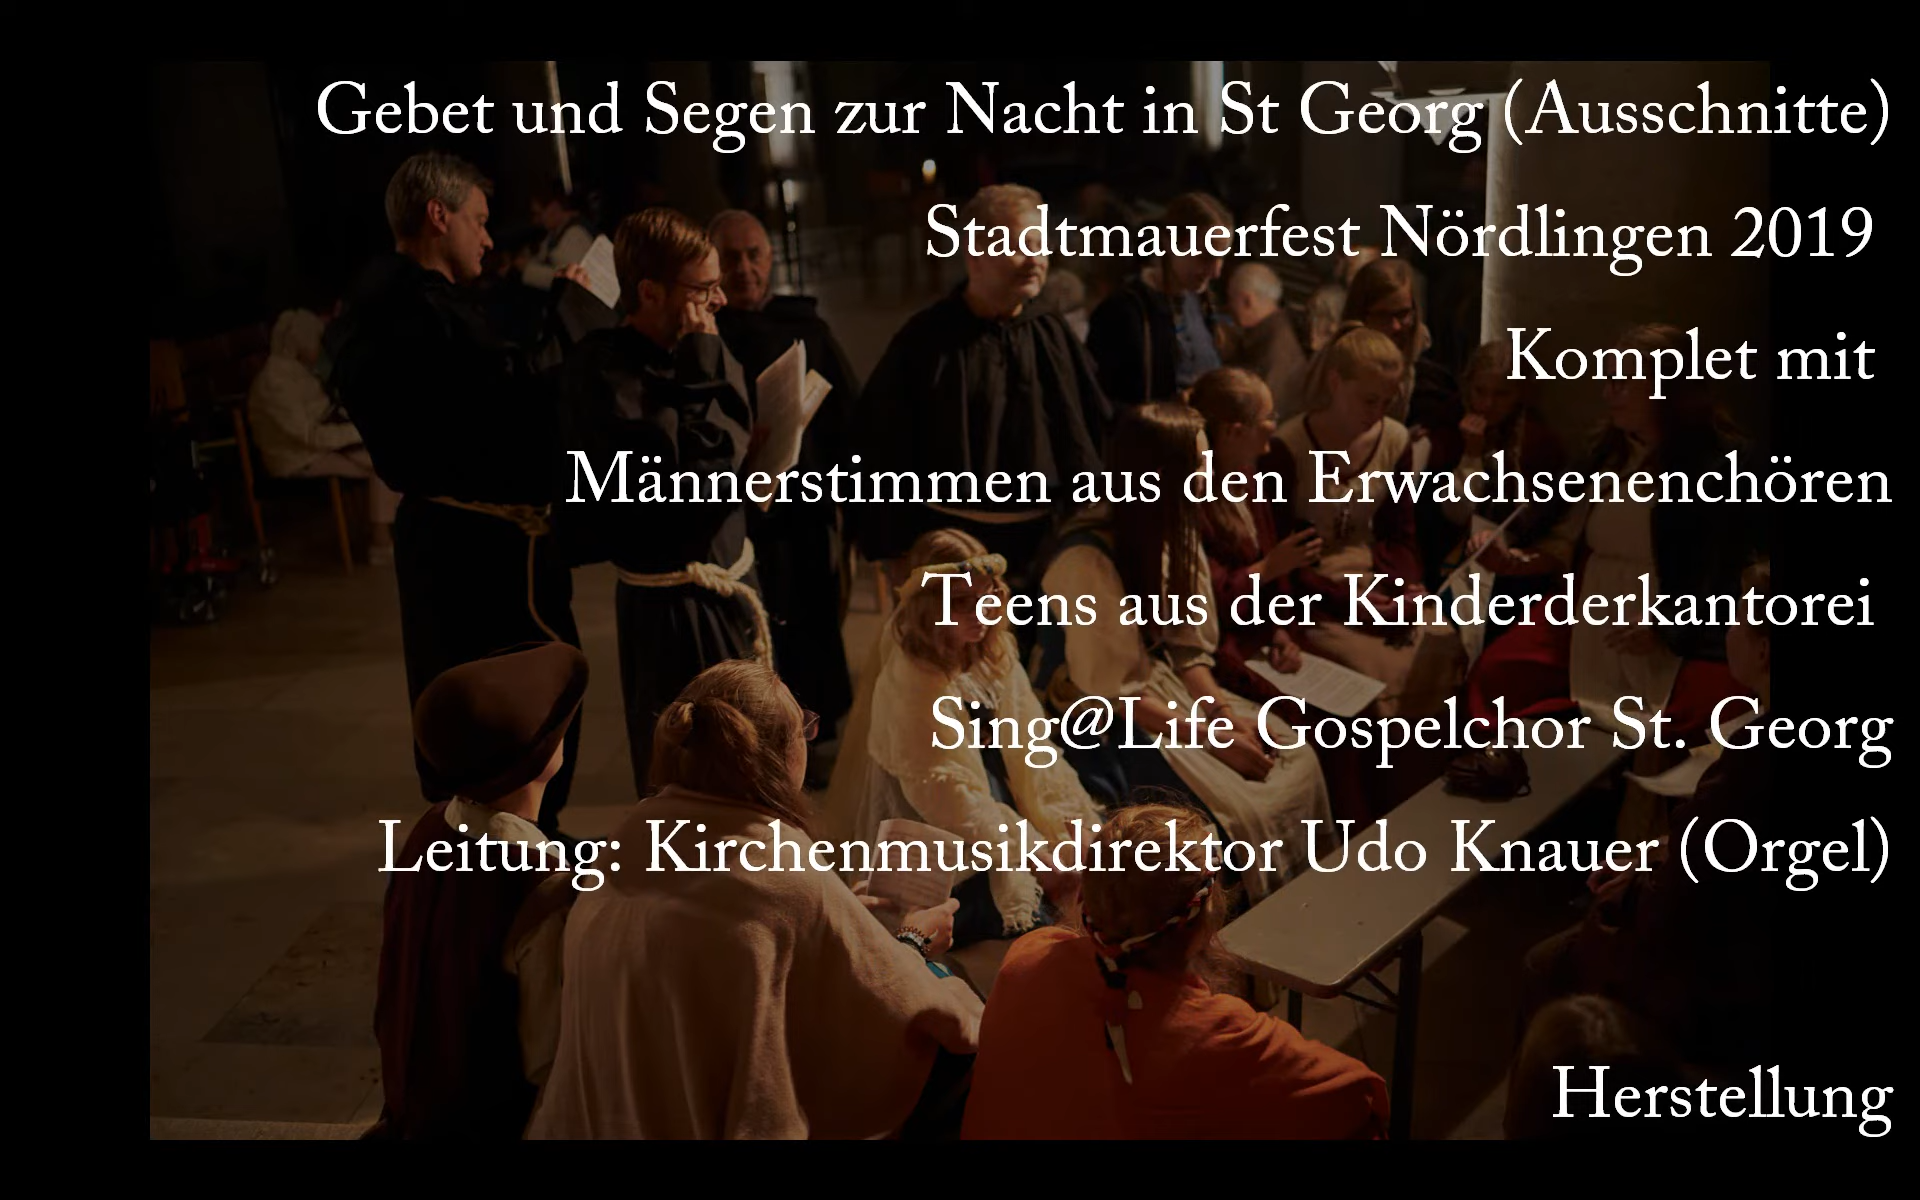 Gebet und Segen zur Nacht in St Georg (Ausschnitte)
Stadtmauerfest Nördlingen 2019
Komplet mit
Männerstimmen aus den Erwachsenenchören
Teens aus der Kinderderkantorei
Sing@Life Gospelchor St. Georg
Leitung: Kirchenmusikdirektor Udo Knauer (Orgel)
Herstellung